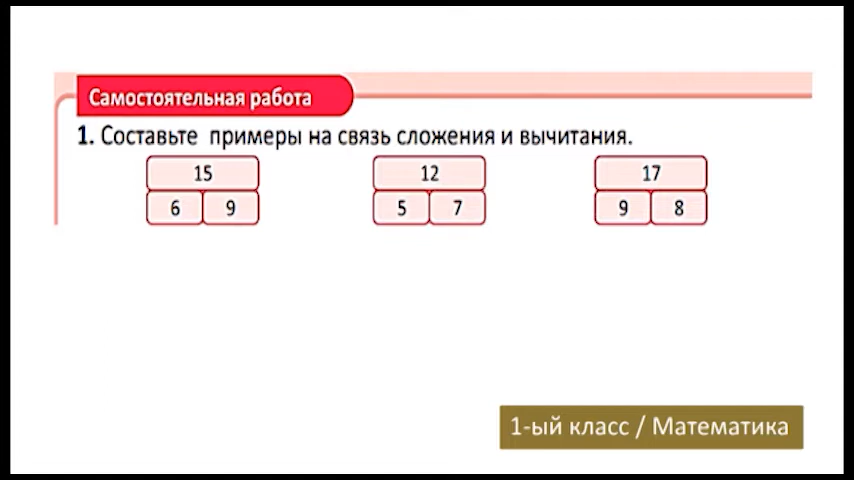 Самостоятельная работа
1. Составьте примеры на связь сложения и вычитания.
15 12 17
6 9 5 7 9 8
1-ый класс / Математика